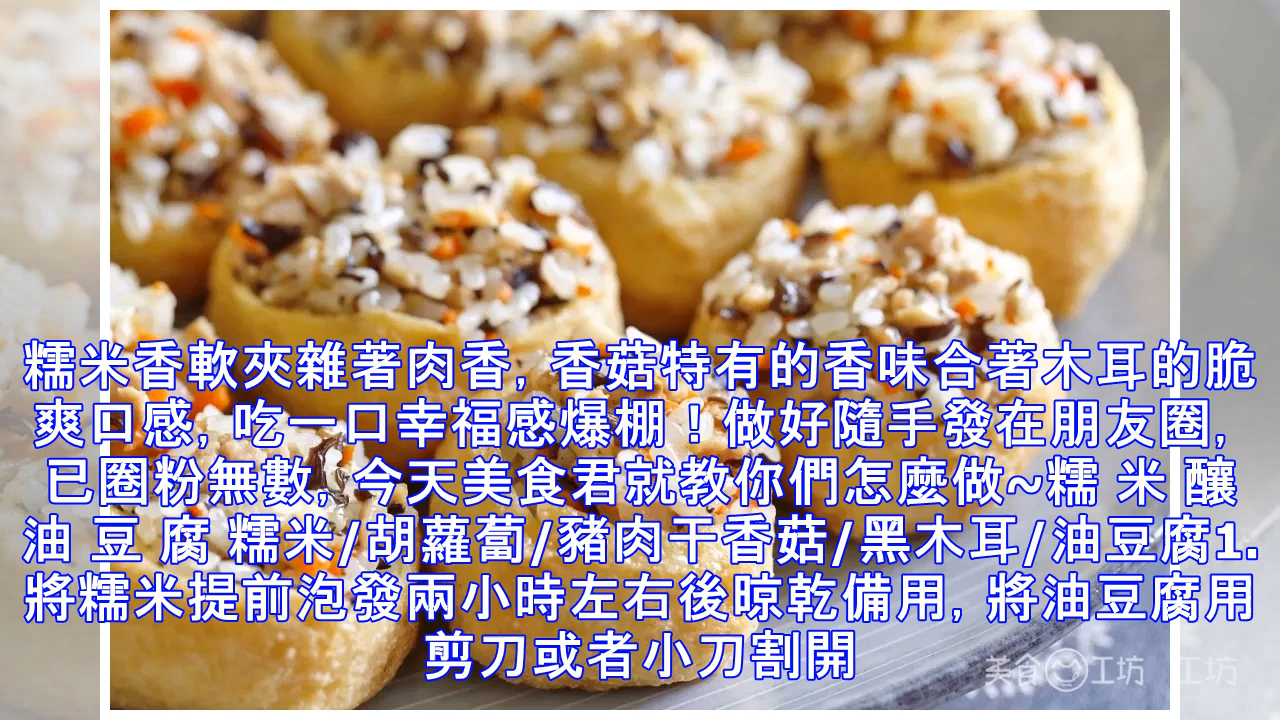 糯米香軟夾雜著肉香, 香菇特有的香味合著木耳的脆
爽口感, 吃一口幸福感爆棚！做好隨手發在朋友圈,
已圈粉無數, 今天美食君就教你們怎麼做~糯 米 釀
油 豆 腐 糯米/胡蘿蔔/豬肉干香菇/黑木耳/油豆腐1.
將糯米提前泡發兩小時左右後晾乾備用, 將油豆腐用
剪刀或者小刀割開
美食工坊 工坊